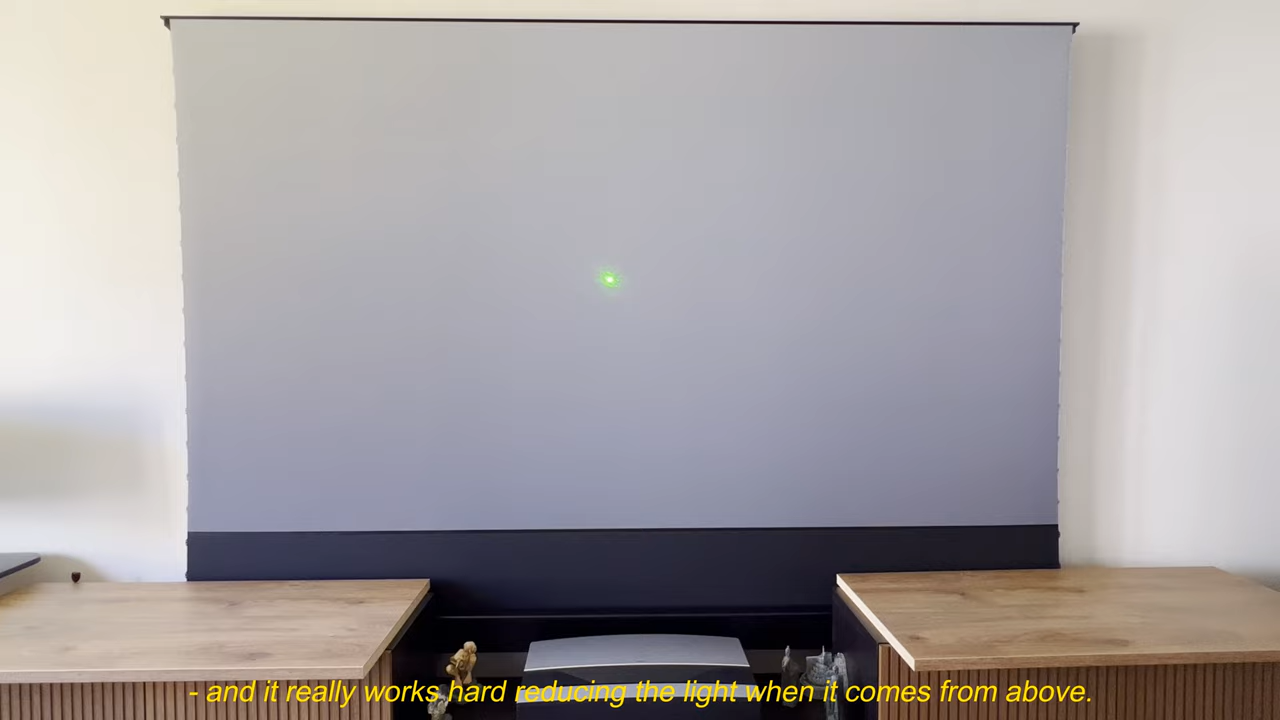 - and it really works hard reducing the light when it comes from above.